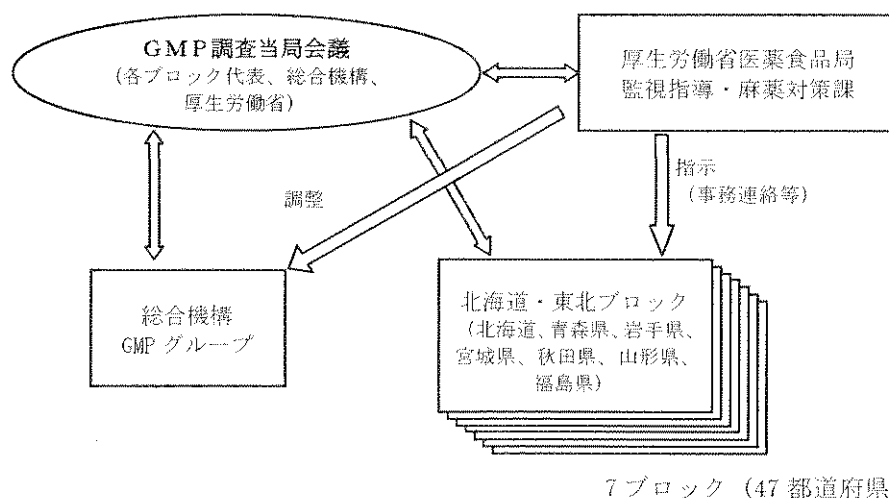 GMP調査当局会議
(各ブロック代表、総合機構、
厚生労働省)
厚生労働省医薬食品局
監視指導・麻薬対策課
調整
指示
(事務連絡等)
総合機構
GMPグループ
北海道・東北ブロック
(北海道、青森県、岩手県、
宮城県、秋田県、山形県、
福島県)
7ブロック (47都道府県